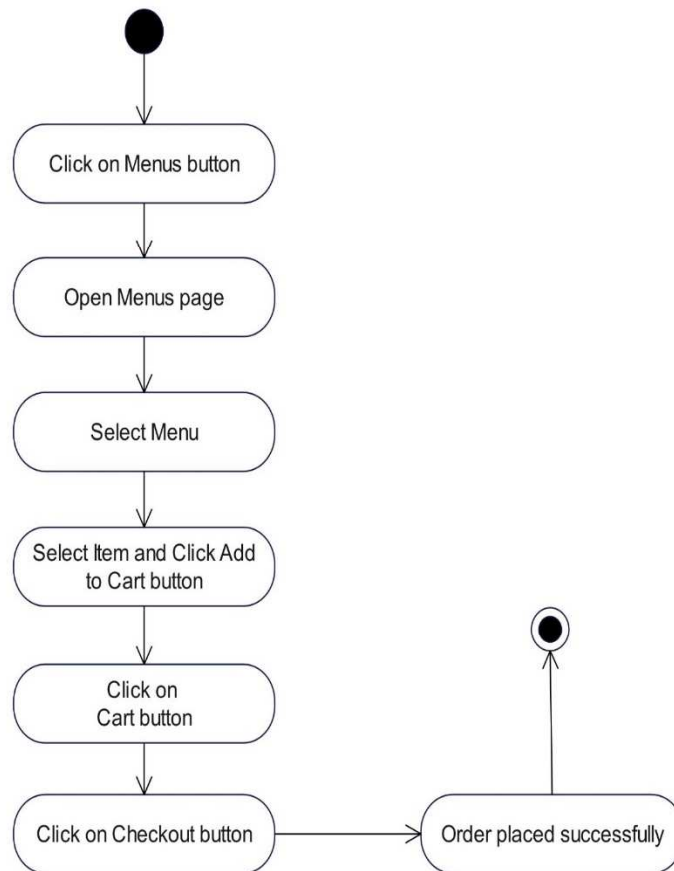 Click on Menus button
Open Menus page
Select Menu
Select Item and Click Add
to Cart button
Click on
Cart button
Click on Checkout button
Order placed successfully